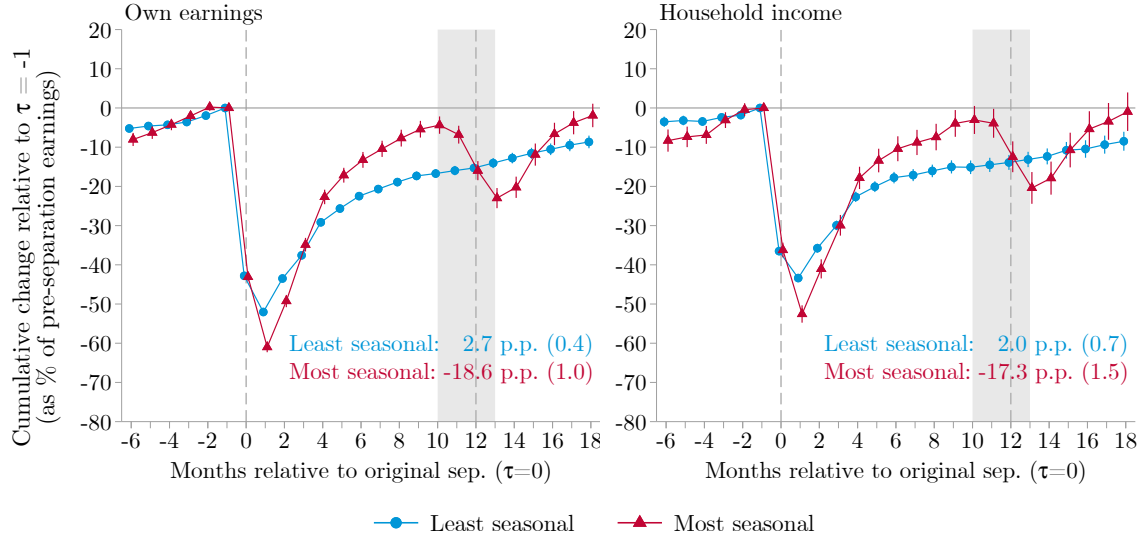 Own earnings
Household income
Cumulative change relative to τ = -1
(as % of pre-separation earnings)
20
10
0
-10
-20
-30
-40
-50
-60
-70
-80
Least seasonal: 2.7 p.p. (0.4)
Most seasonal: -18.6 p.p. (1.0)
-6 -4 -2 0 2 4 6 8 10 12 14 16 18
Months relative to original sep. (τ=0)
20
10
0
-10
-20
-30
-40
-50
-60
-70
-80
Least seasonal: 2.0 p.p. (0.7)
Most seasonal: -17.3 p.p. (1.5)
-6 -4 -2 0 2 4 6 8 10 12 14 16 18
Months relative to original sep. (τ=0)
Least seasonal Most seasonal